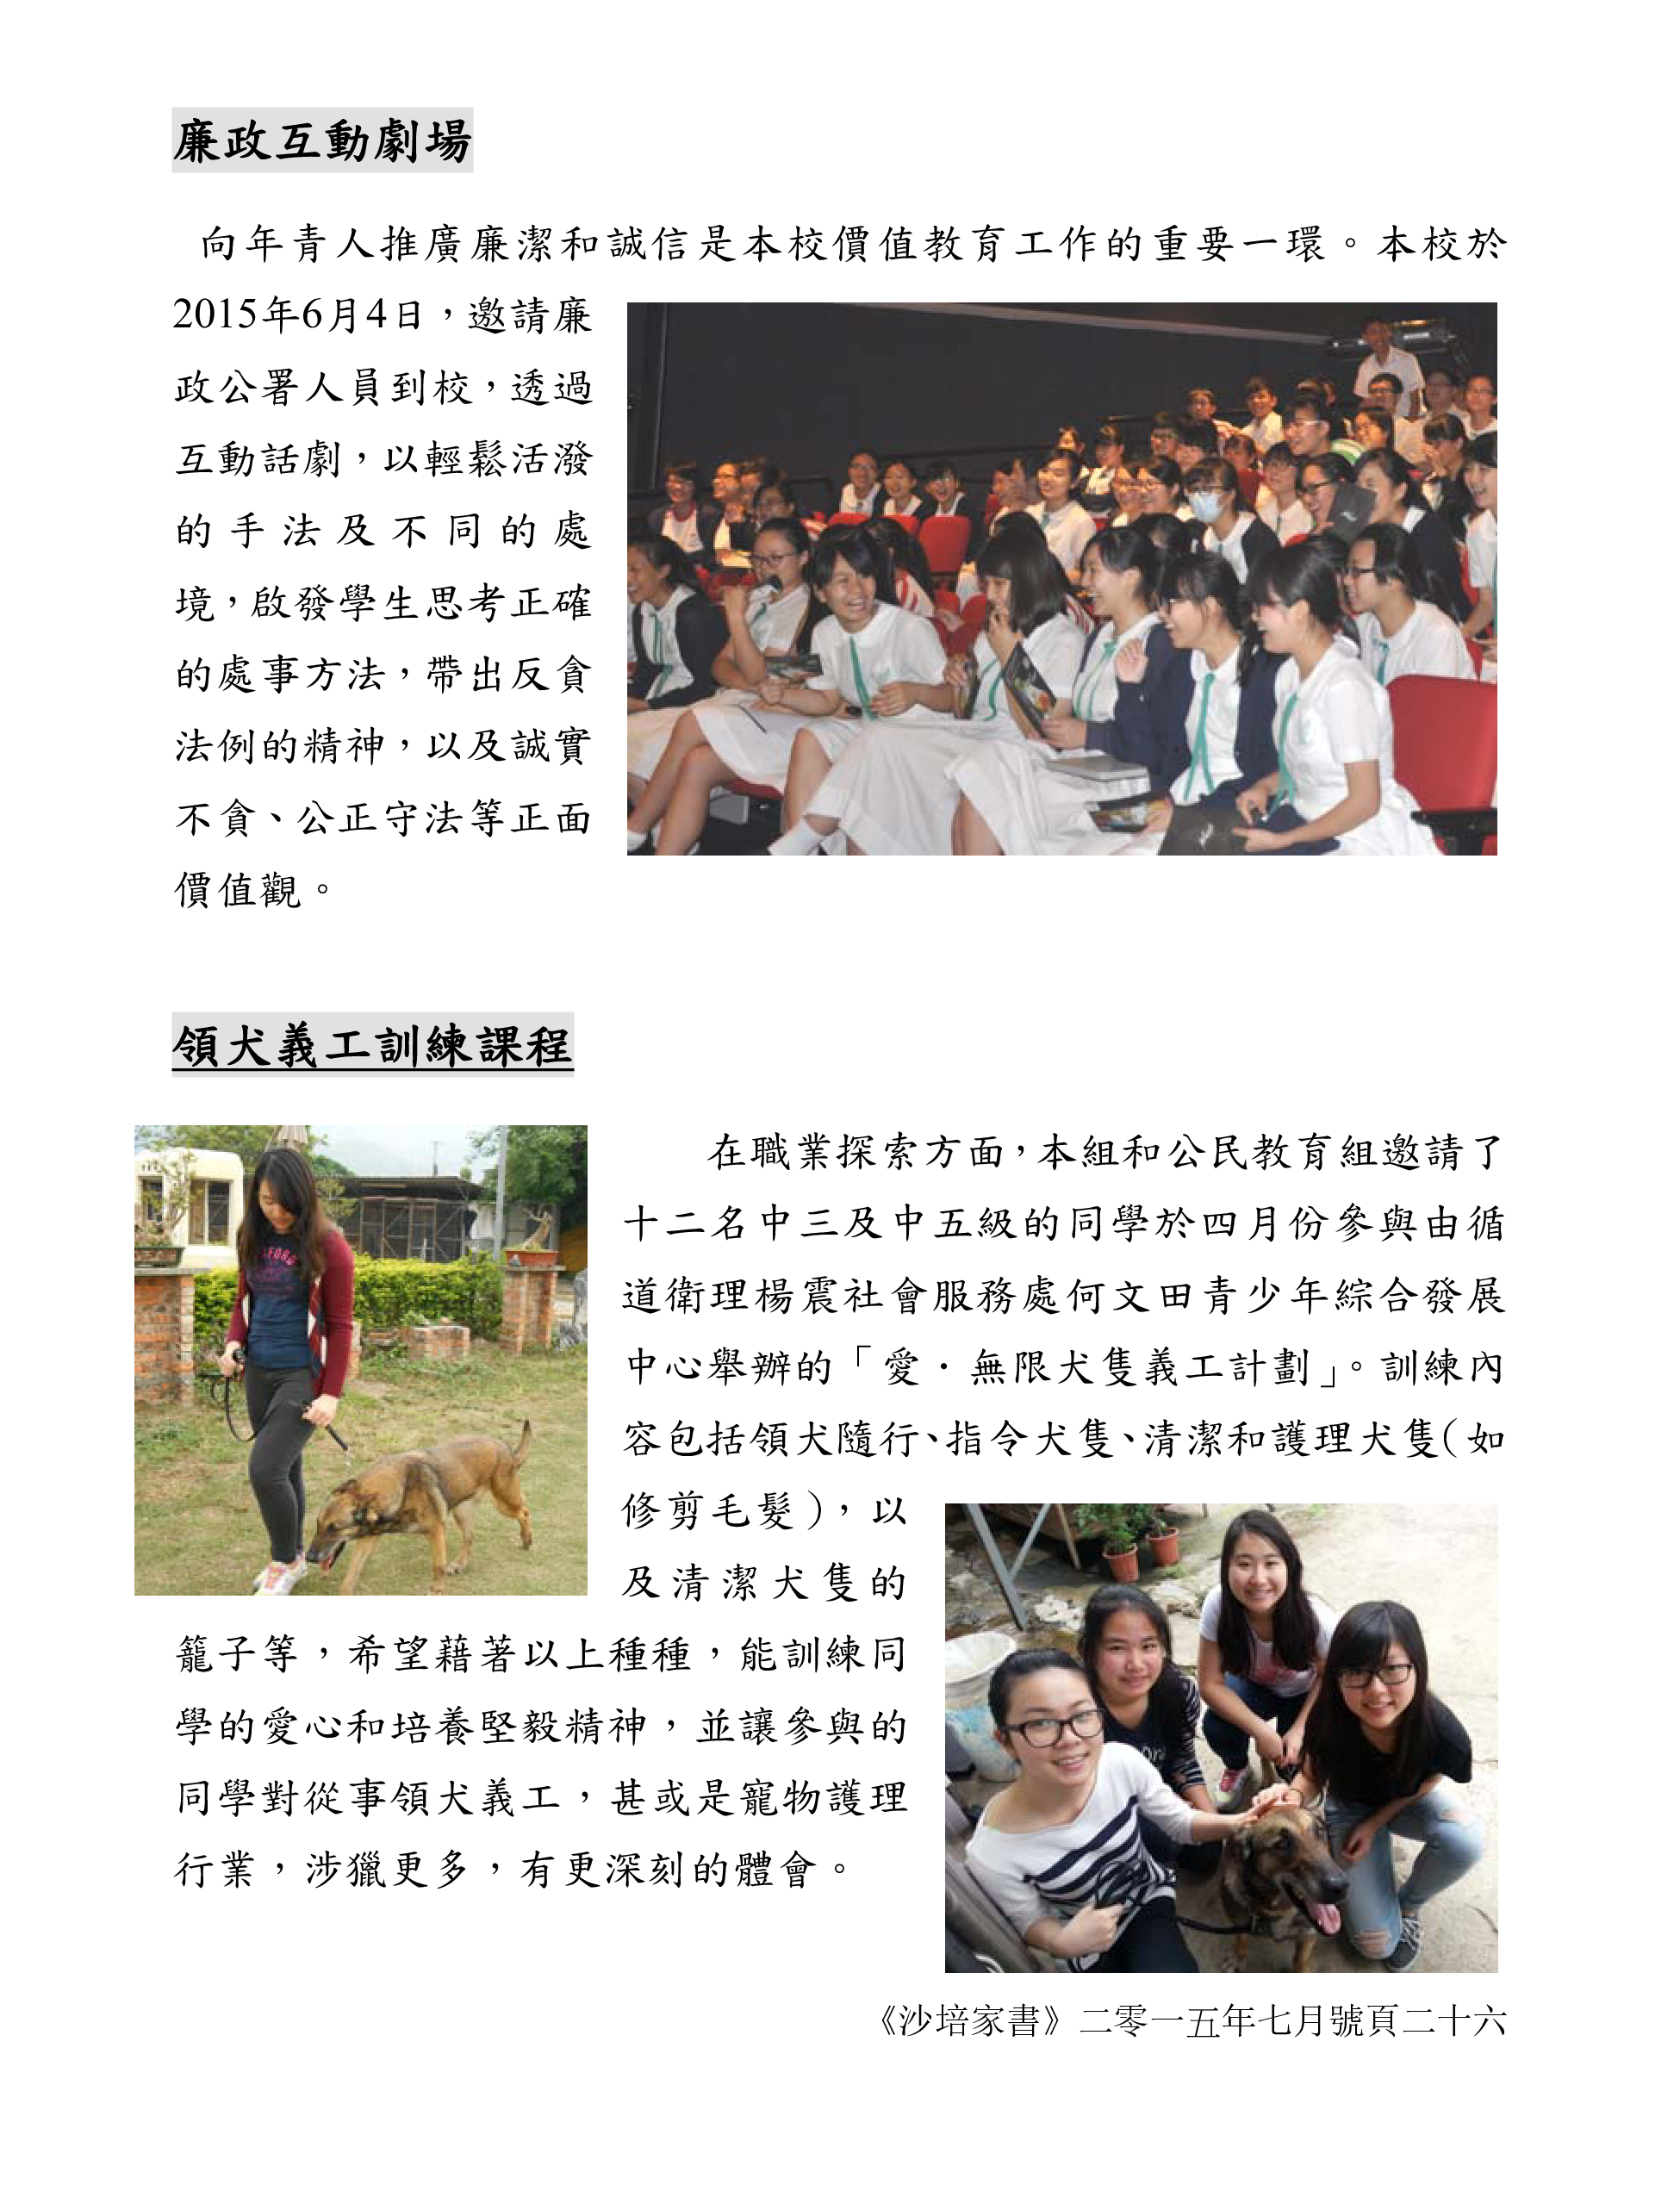 廉政互動劇場
向年青人推廣廉潔和誠信是本校價值教育工作的重要一環。本校於
2015年6月4日，邀請廉
政公署人員到校，透過
互動話劇，以輕鬆活潑
的手法及不同的處
境，啟發學生思考正確
的處事方法，帶出反貪
法例的精神，以及誠實
不貪、公正守法等正面
價值觀。
領犬義工訓練課程
在職業探索方面，本組和公民教育組邀請了
十二名中三及中五級的同學於四月份參與由循
道衛理楊震社會服務處何文田青少年綜合發展
中心舉辦的「愛．無限犬隻義工計劃」。訓練內
容包括領犬隨行、指令犬隻、清潔和護理犬隻（如
修剪毛髮），以
及清潔犬隻的
籠子等，希望藉著以上種種，能訓練同
學的愛心和培養堅毅精神，並讓參與的
同學對從事領犬義工，甚或是寵物護理
行業，涉獵更多，有更深刻的體會。
《沙培家書》二零一五年七月號頁二十六